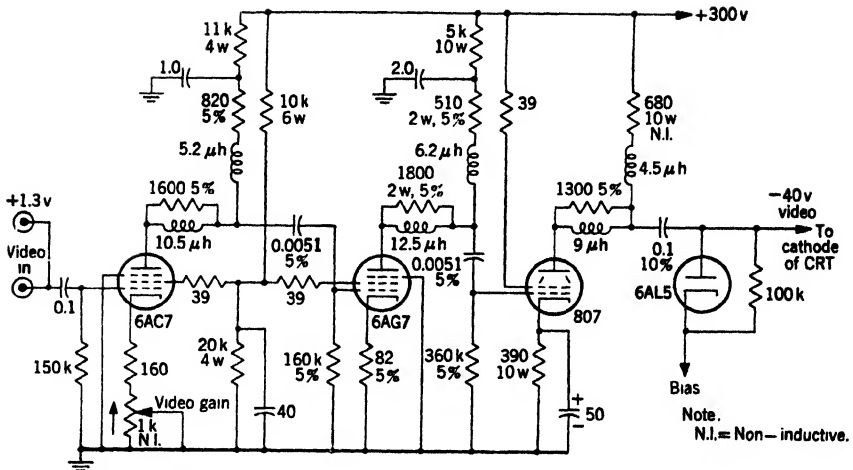 11k
4w
+300v
1.0
820
5%
5.2 μh
10k
6w
1600 5%
10.5 μh
0.0051
5%
+1.3v
Video
in
0.1
6AC7
39
39
150k
160
Video gain
1k
N.I.
20k
4w
40
5k
10w
2.0
510
2w, 5%
6.2 μh
1800
2w, 5%
12.5 μh
0.0051
5%
6AG7
160k
5%
82
5%
360k
5%
39
680
10w
N.I.
4.5 μh
1300 5%
9 μh
807
390
10w
+
50
−
0.1
10%
6AL5
−40v
video
To
cathode
of CRT
100k
Bias
Note.
N.I.= Non-inductive.